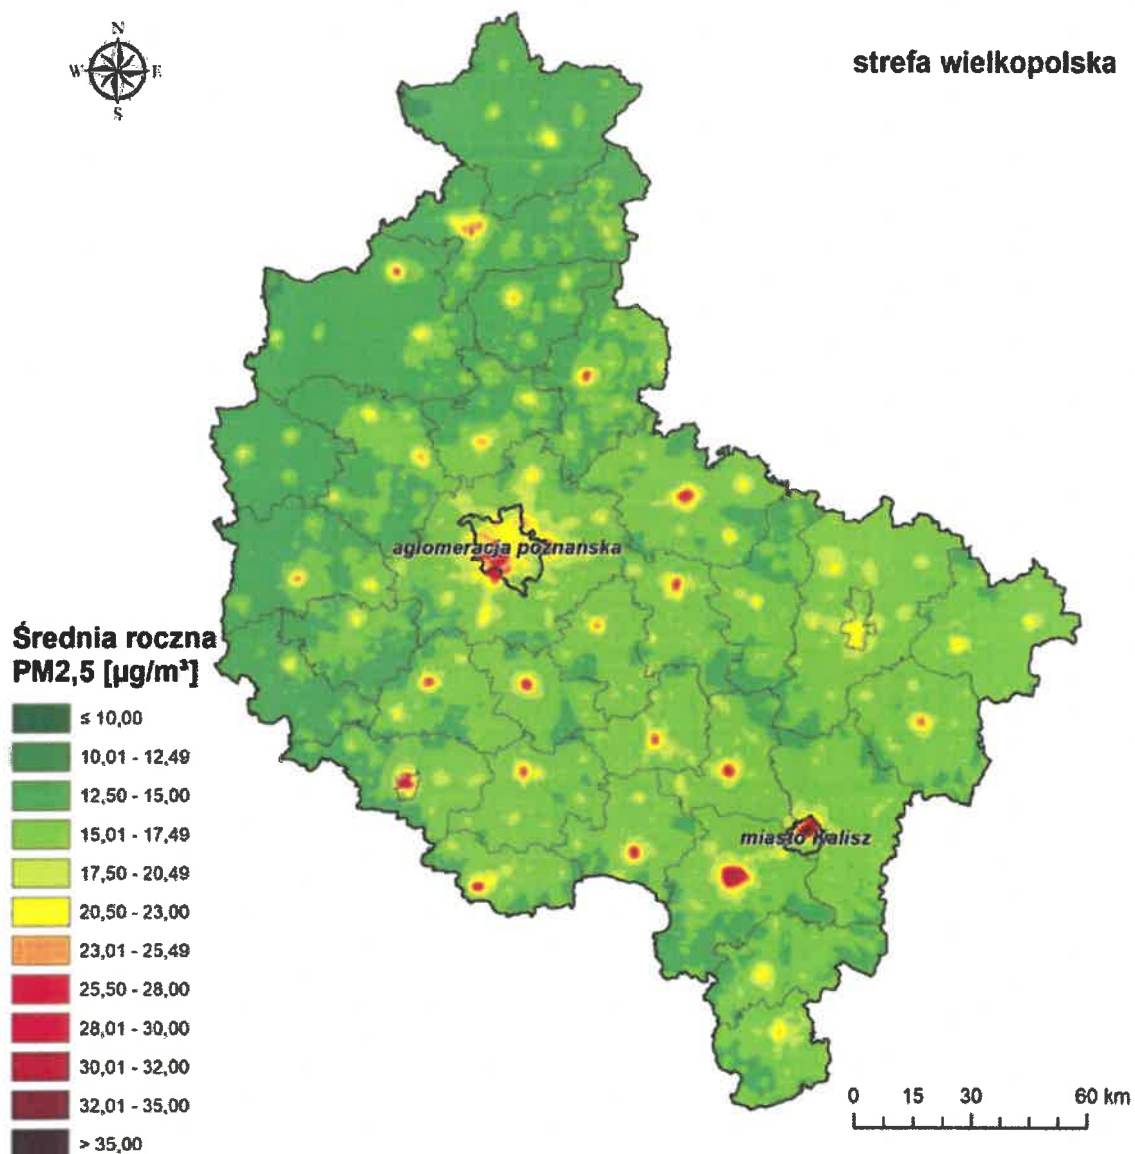 N
W E
S
strefa wielkopolska
aglomeracja poznańska
miasto Kalisz
Średnia roczna
PM2,5 [µg/m³]
≤ 10,00
10,01 - 12,49
12,50 - 15,00
15,01 - 17,49
17,50 - 20,49
20,50 - 23,00
23,01 - 25,49
25,50 - 28,00
28,01 - 30,00
30,01 - 32,00
32,01 - 35,00
> 35,00
0 15 30 60 km